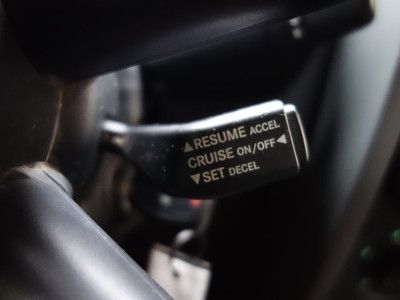 ▲RESUME ACCEL
CRUISE ON/OFF◄
▼SET DECEL